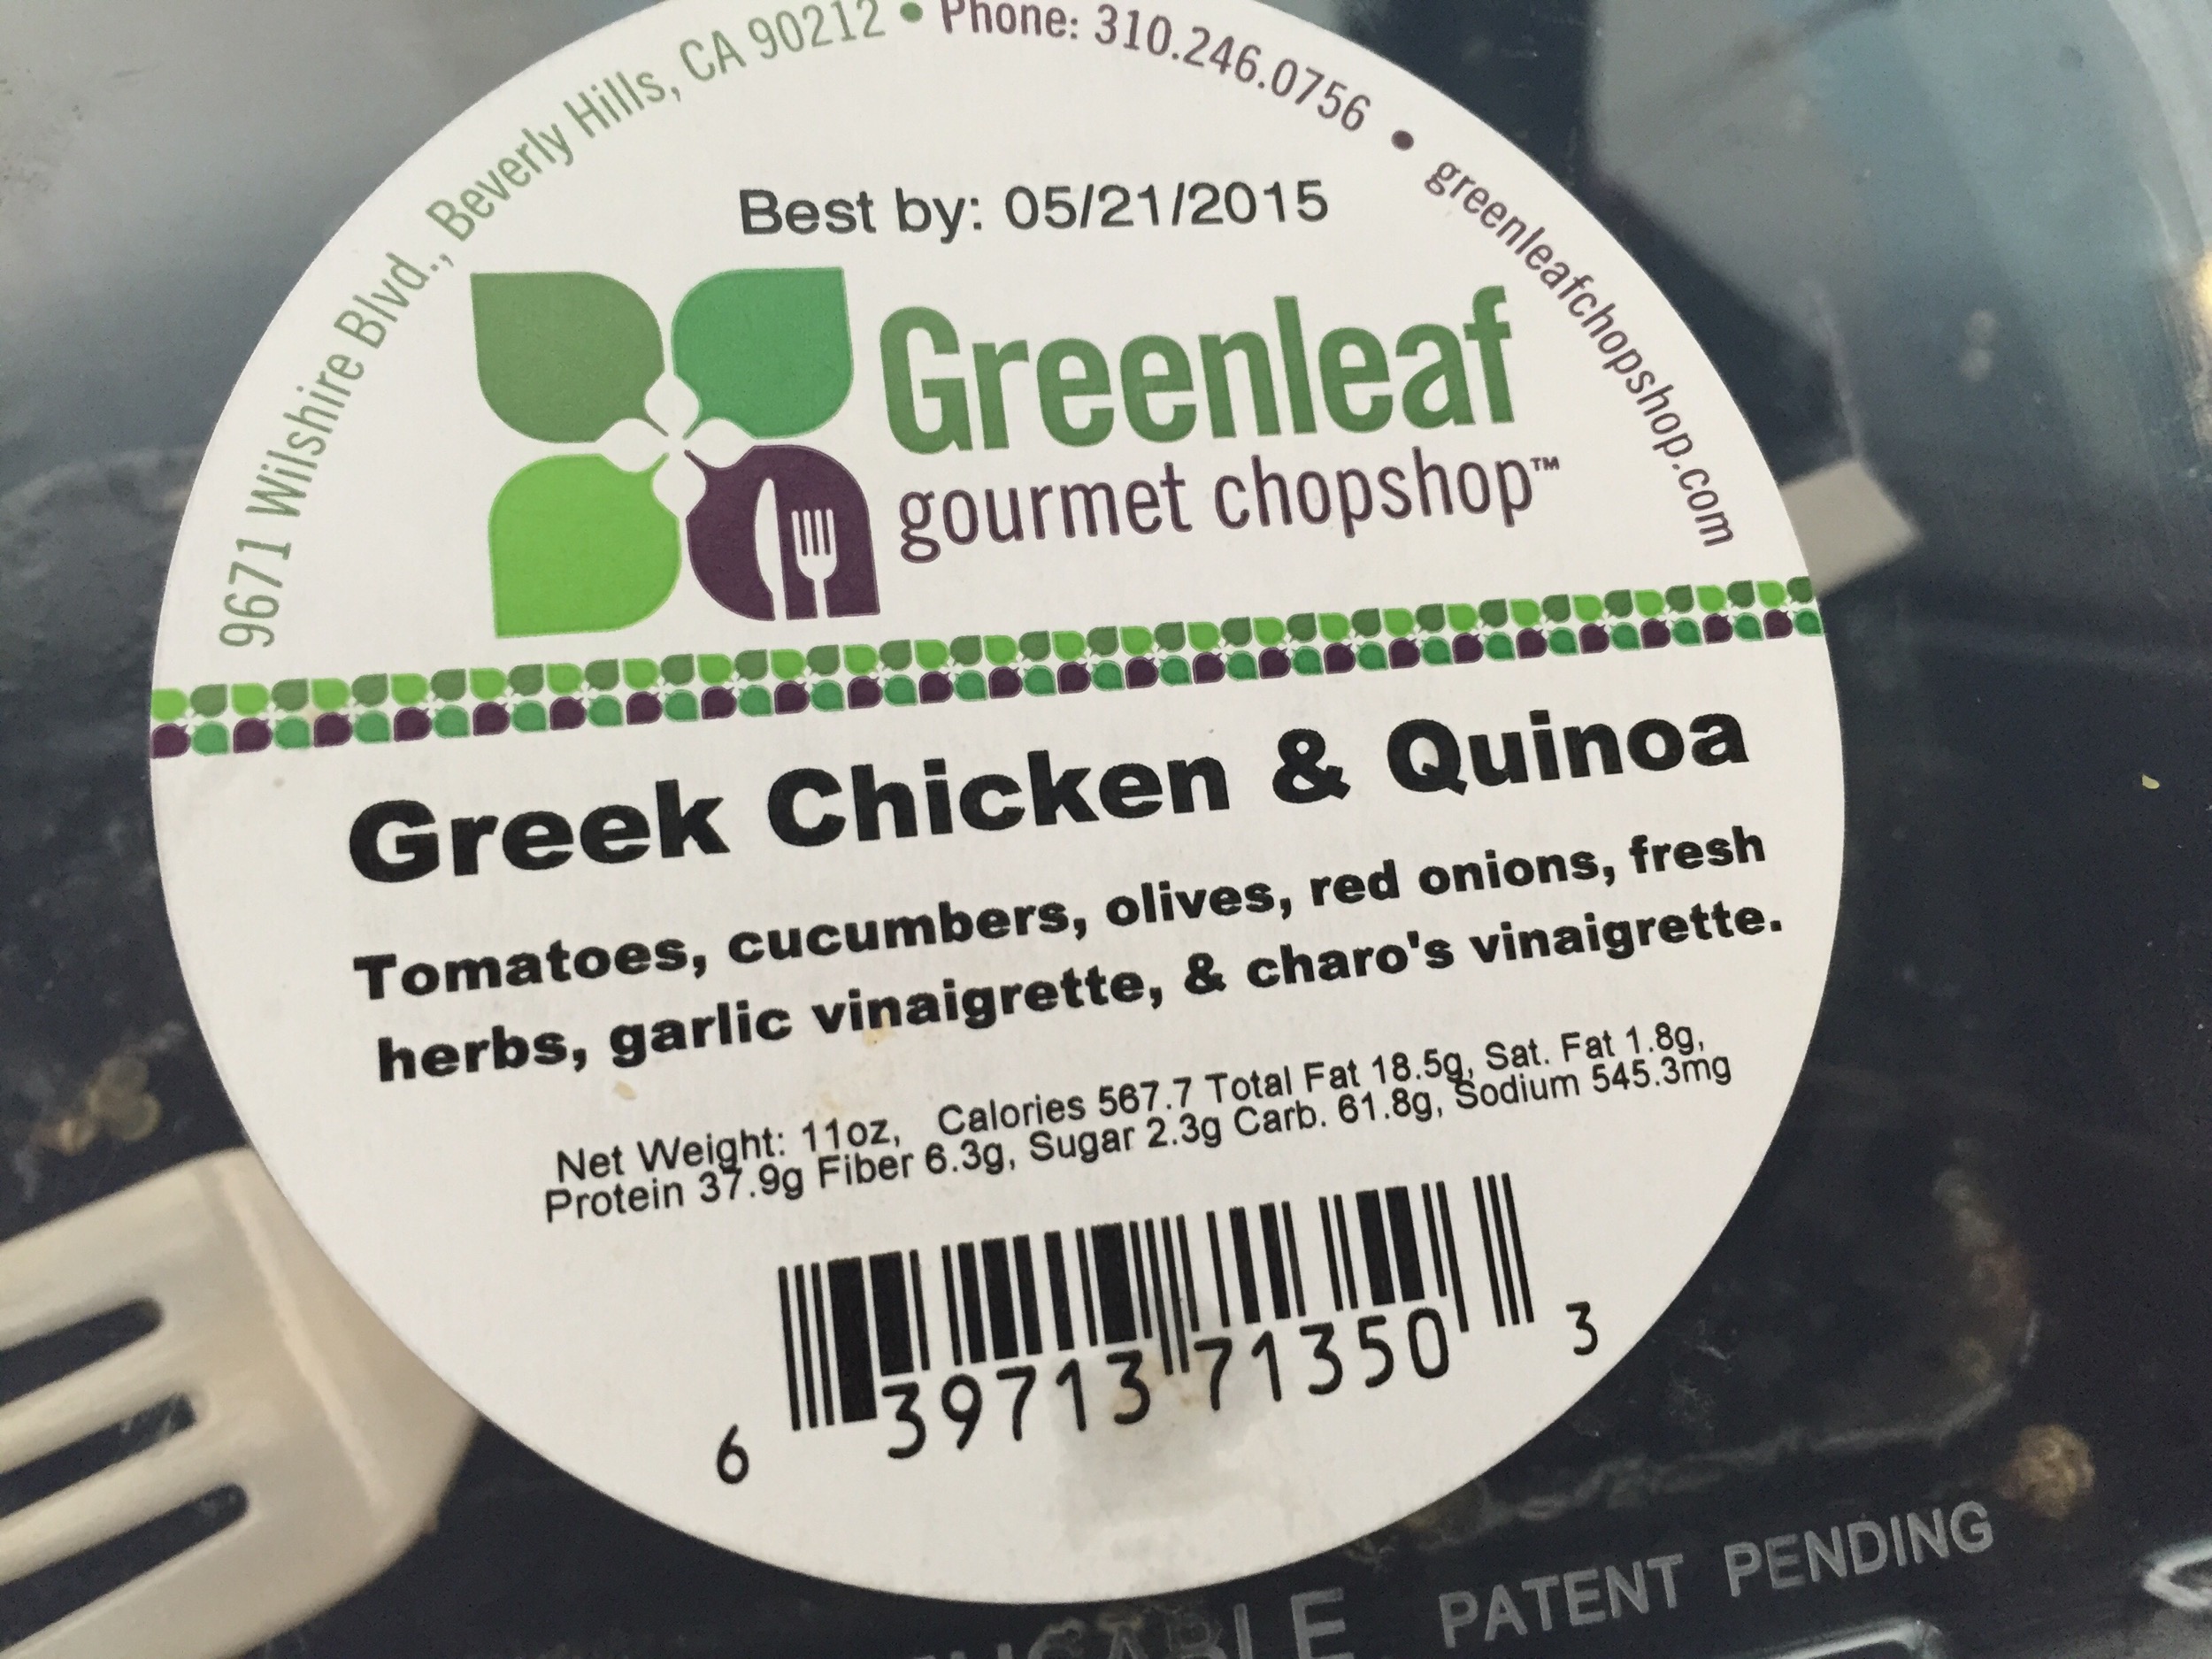 9671 Wilshire Blvd., Beverly Hills, CA 90212 • Phone: 310.246.0756 • greenleafchopshop.com
Best by: 05/21/2015
Greenleaf
gourmet chopshop™
Greek Chicken & Quinoa
Tomatoes, cucumbers, olives, red onions, fresh
herbs, garlic vinaigrette, & charo's vinaigrette.
Net Weight: 11oz, Calories 567.7 Total Fat 18.5g, Sat. Fat 1.8g,
Protein 37.9g Fiber 6.3g, Sugar 2.3g Carb. 61.8g, Sodium 545.3mg
6 39713 71350 3
PATENT PENDING